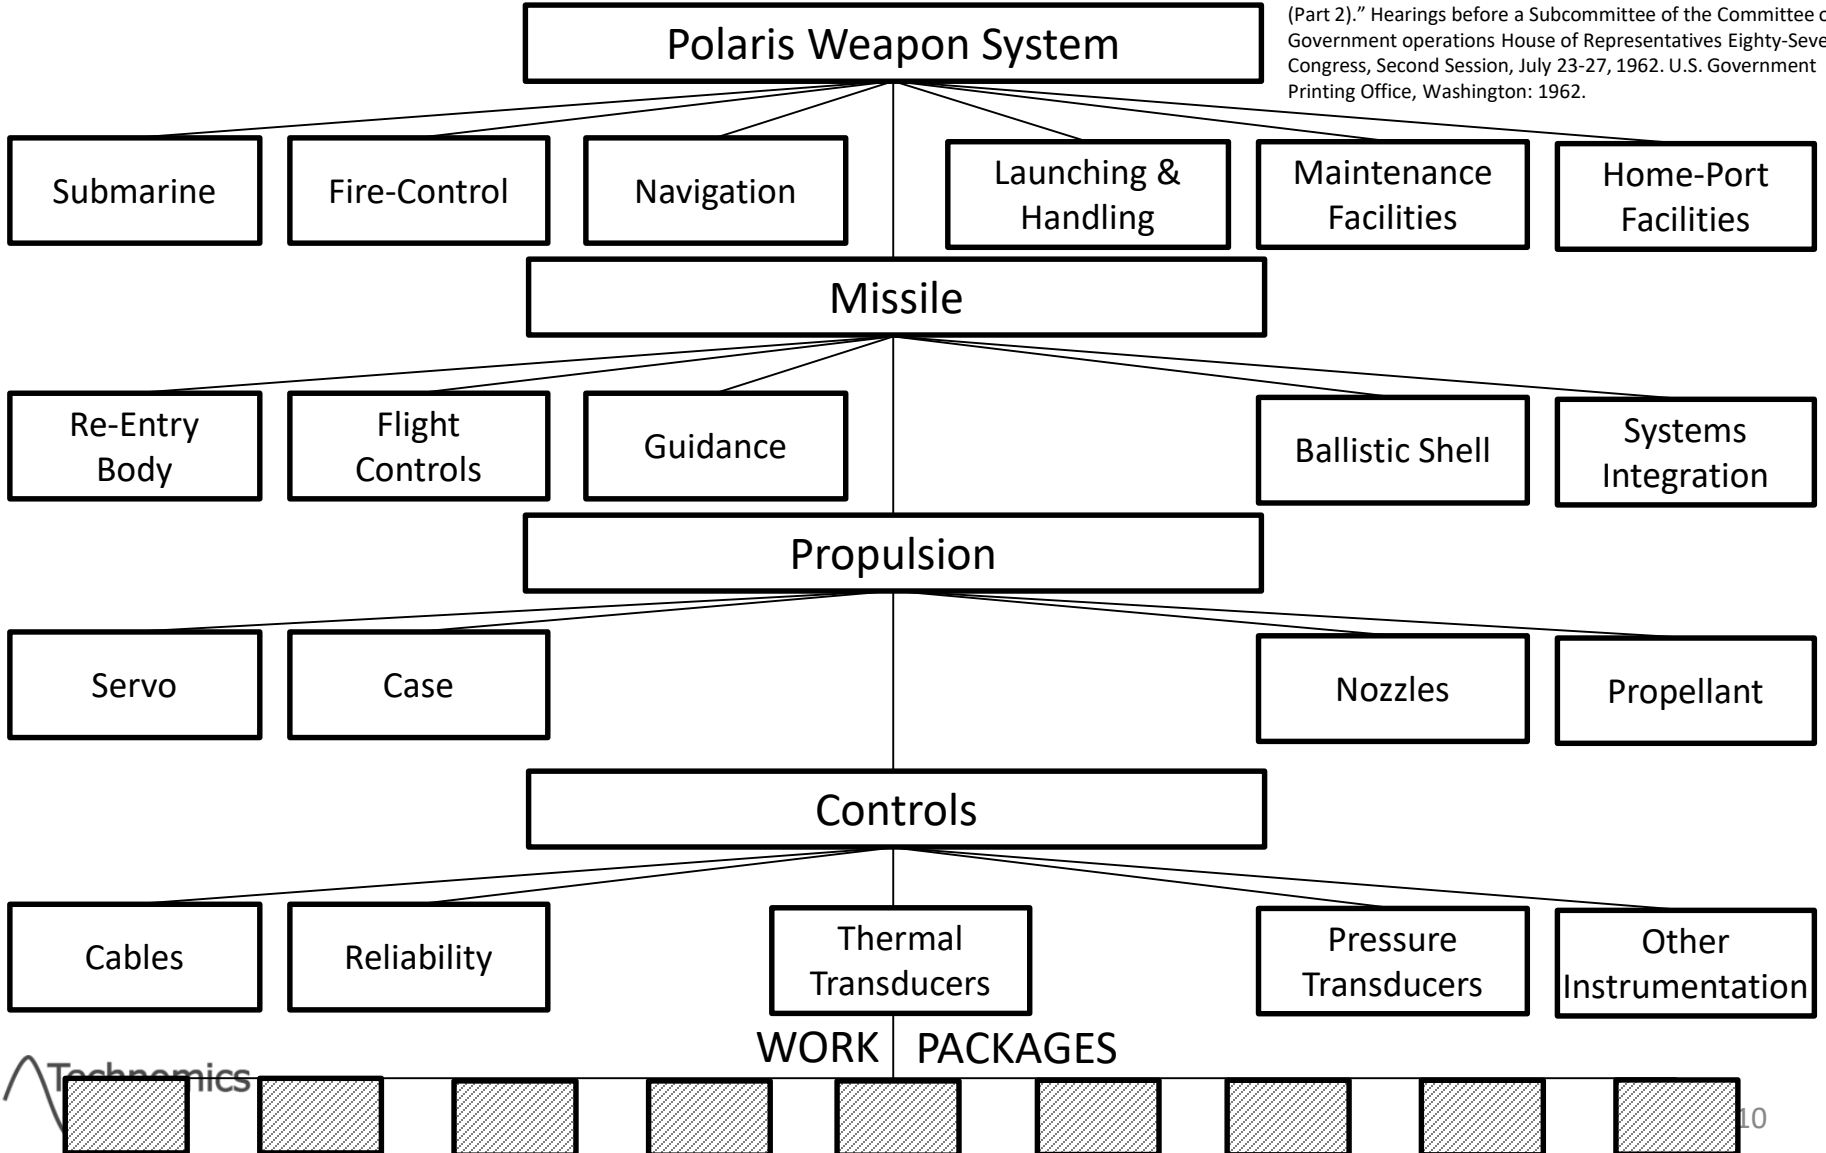 (Part 2).” Hearings before a Subcommittee of the Committee
Government operations House of Representatives
Congress, Second Session, July 23-27, 1962. U.S. Government
Printing Office, Washington: 1962.
Polaris Weapon System
Submarine
Fire-Control
Navigation
Launching &
Handling
Maintenance
Facilities
Home-Port
Facilities
Missile
Re-Entry
Body
Flight
Controls
Guidance
Ballistic Shell
Systems
Integration
Propulsion
Servo
Case
Nozzles
Propellant
Controls
Cables
Reliability
Thermal
Transducers
Pressure
Transducers
Other
Instrumentation
WORK PACKAGES
Technomics
10